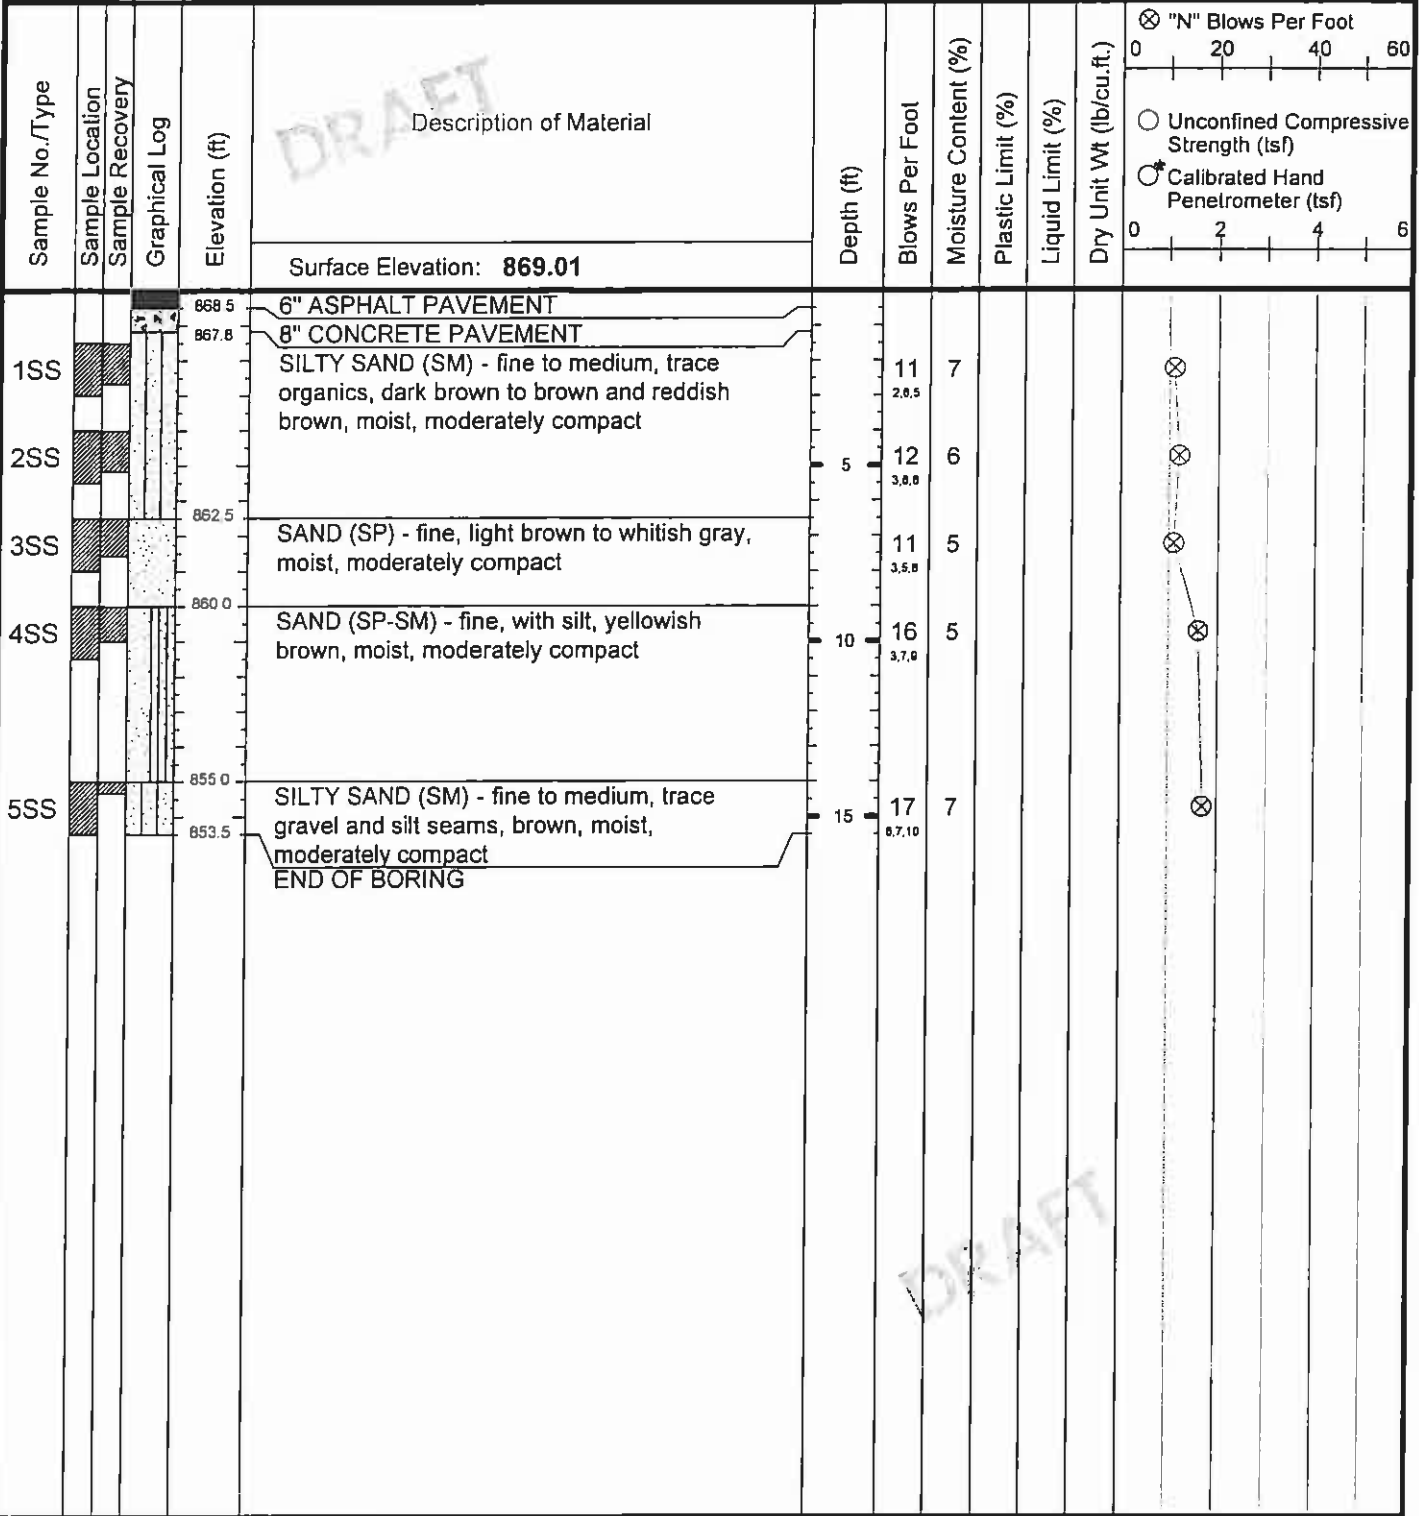 DRAFT
⊗ "N" Blows Per Foot
0 20 40 60
○ Unconfined Compressive
Strength (tsf)
○* Calibrated Hand
Penetrometer (tsf)
0 2 6
Sample No./Type
Sample Location
Sample Recovery
Graphical Log
Elevation (ft)
Description of Material
Depth (ft)
Blows Per Foot
Moisture Content (%)
Plastic Limit (%)
Liquid Limit (%)
Dry Unit Wt (lb/cu.ft.)
Surface Elevation: 869.01
868.5 6" ASPHALT PAVEMENT
867.8 8" CONCRETE PAVEMENT
1SS SILTY SAND (SM) - fine to medium, trace 11 7
organics, dark brown to brown and reddish 2,6,5
brown, moist, moderately compact
2SS 5 12 6
862.5
3SS SAND (SP) - fine, light brown to whitish gray, 11 5
moist, moderately compact
860.0
4SS SAND (SP-SM) - fine, with silt, yellowish 10 16 5
brown, moist, moderately compact 3,7,9
855.0
5SS SILTY SAND (SM) - fine to medium, trace 15 17 7
gravel and silt seams, brown, moist,
853.5 moderately compact
END OF BORING
DRAFT